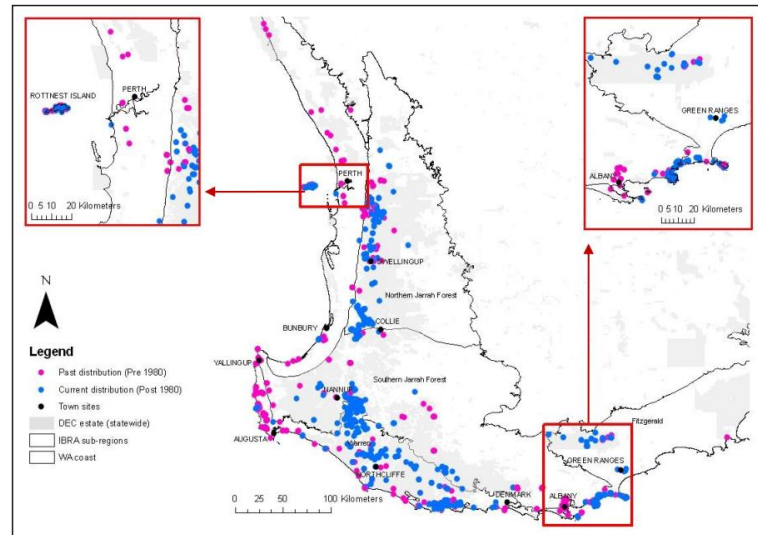 ROTTNEST ISLAND
PERTH
0 5 10 20 Kilometers
GREEN RANGES
ALBANY
0 5 10 20 Kilometers
PERTH
DWELLINGUP
Northern Jarrah Forest
BUNBURY
COLLIE
N
Legend
Past distribution (Pre 1980)
Current distribution (Post 1980)
Town sites
DEC estate (statewide)
IBRA sub-regions
WA coast
YALLINGUP
NANNUP
Southern Jarrah Forest
AUGUSTA
Warren
NORTHCLIFFE
0 25 50 100 Kilometers
DENMARK
Fitzgerald
GREEN RANGES
ALBANY